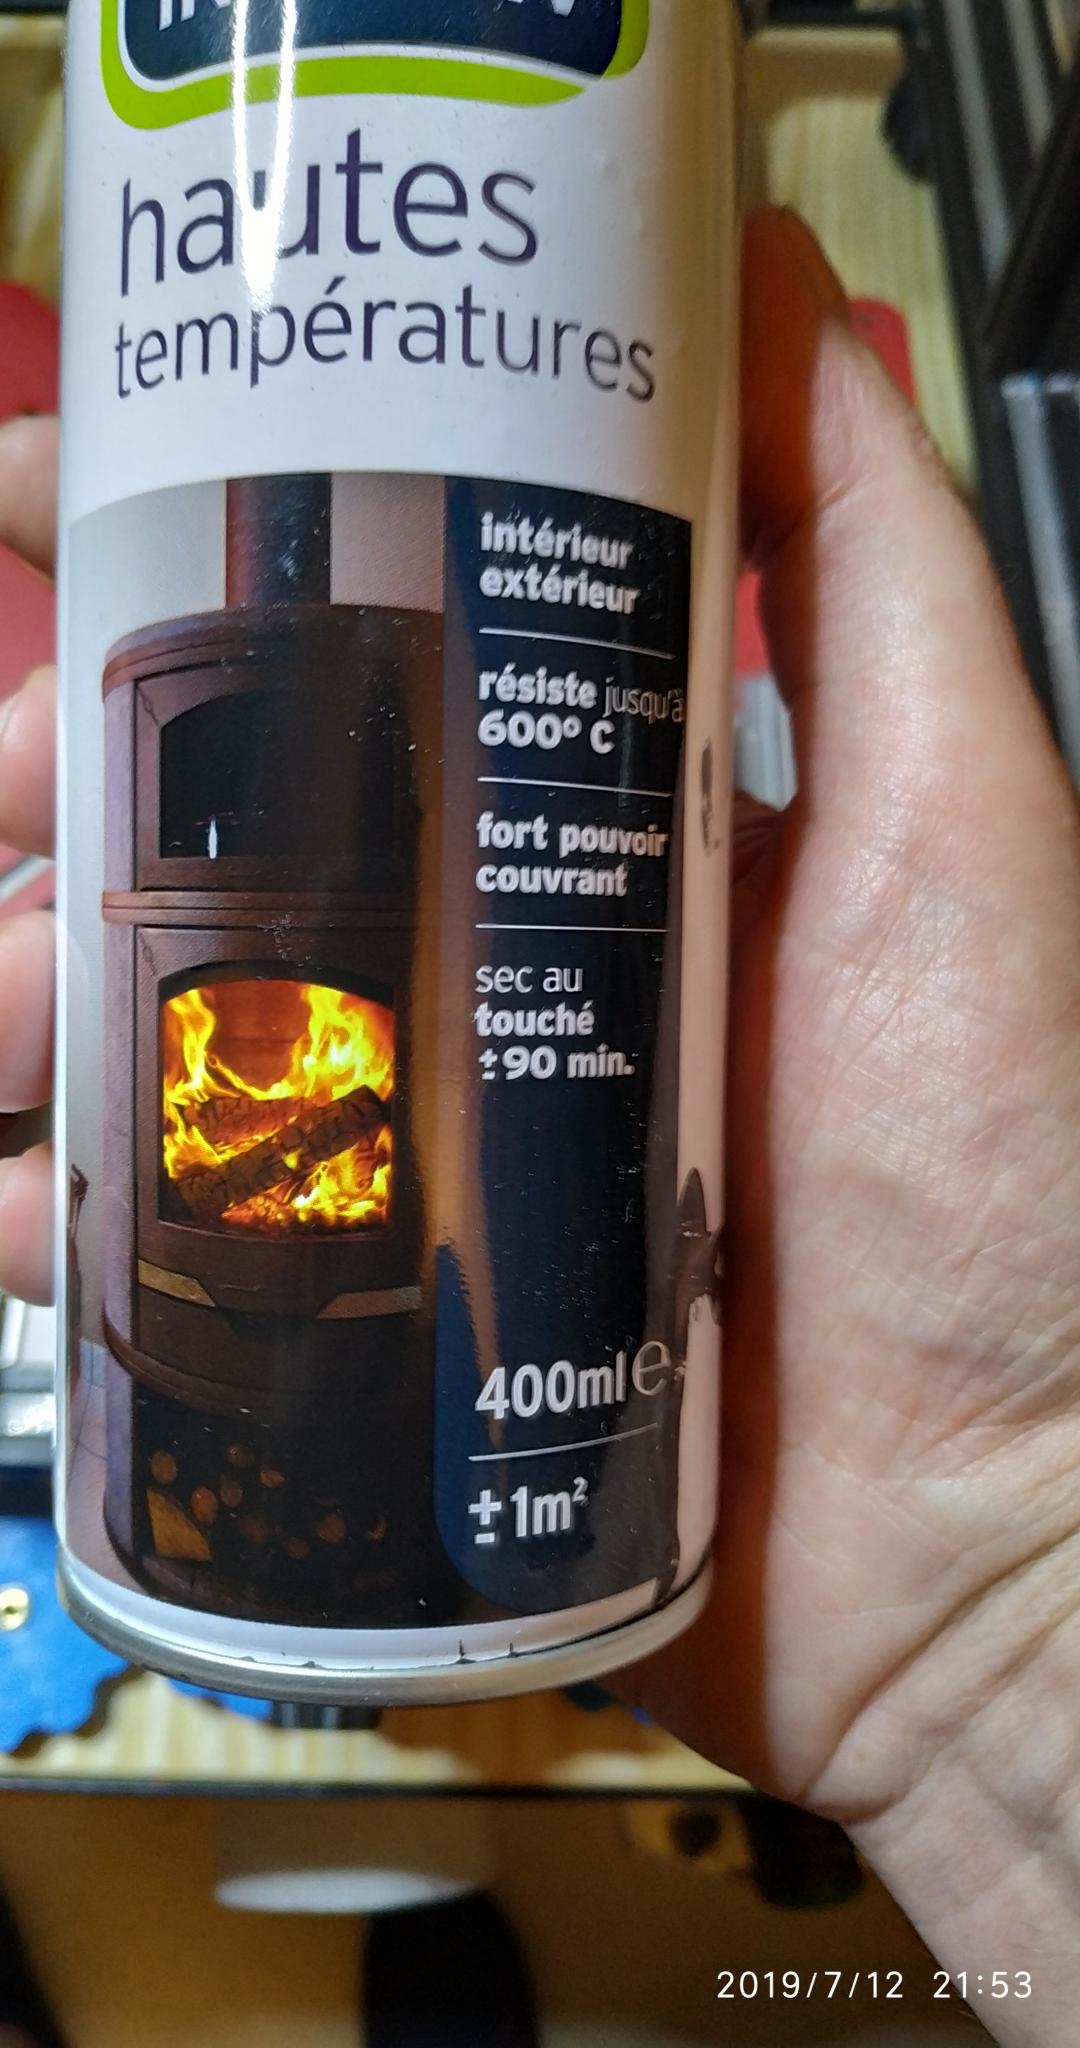 hautes
températures
intérieur
extérieur
résiste jusqu'à
600° C
fort pouvoir
couvrant
sec au
touché
±90 min.
400ml e
±1m²
2019/7/12 21:53